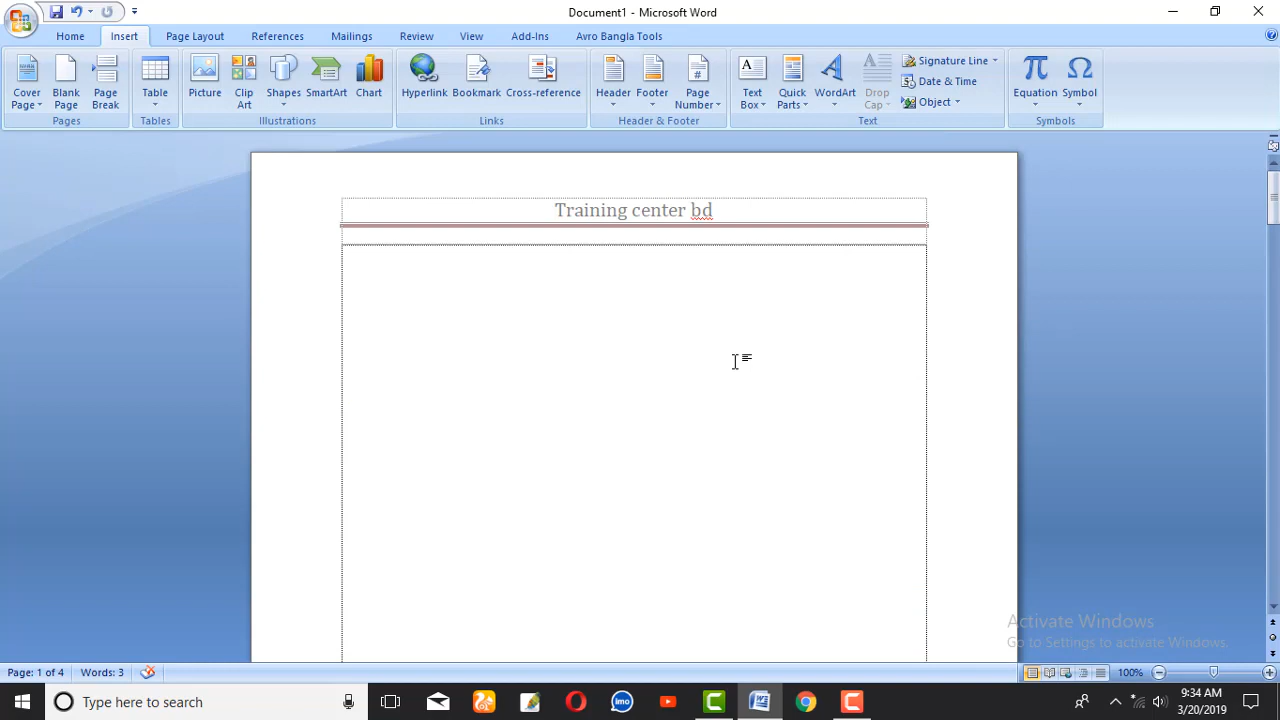 Document1 - Microsoft Word
Home Insert Page Layout References Mailings Review View Add-Ins Avro Bangla Tools
Cover Page
Blank Page
Page Break
Table
Picture
Clip Art
Shapes
SmartArt
Chart
Hyperlink
Bookmark
Cross-reference
Header
Footer
Page Number
Text Box
Quick Parts
WordArt
Drop Cap
Signature Line
Date & Time
Object
Equation
Symbol
Pages Tables Illustrations Links Header & Footer Text Symbols
Training center bd
Activate Windows
Go to Settings to activate Windows.
Page: 1 of 4 Words: 3 100%
Type here to search
imo
9:34 AM
3/20/2019